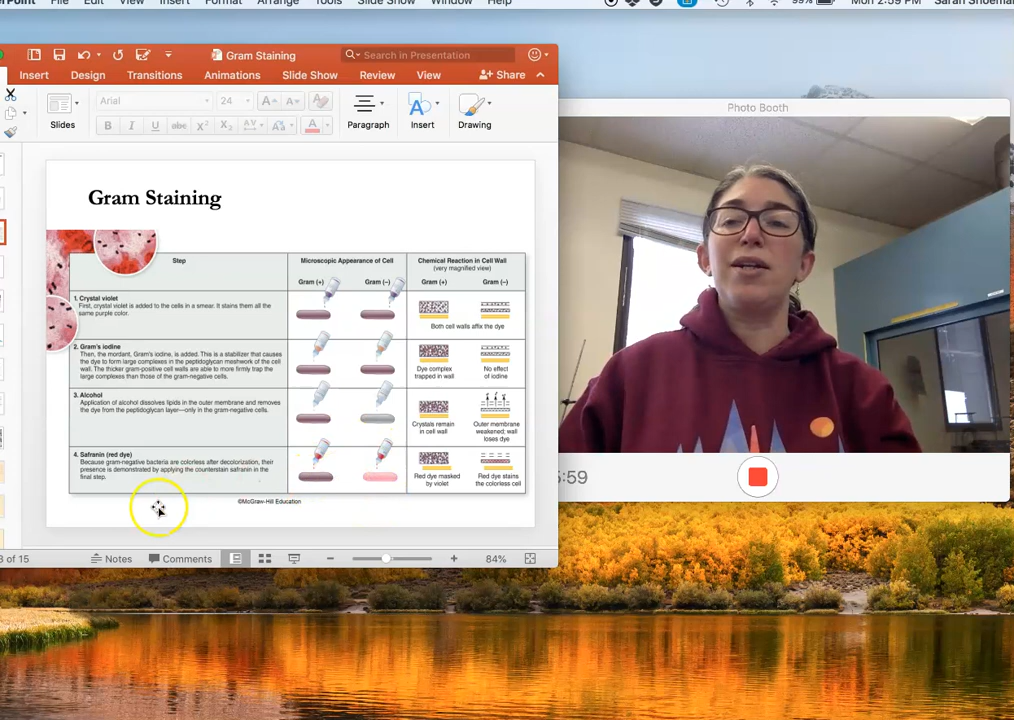 File Edit View Insert Format Arrange Tools Slide Show Window Help
99% Mon 2:59 PM
Gram Staining
Search in Presentation
Insert Design Transitions Animations Slide Show Review View Share
Arial 24
Slides Paragraph Insert Drawing
B I U abc X² X₂ AV Aa A
Photo Booth
Gram Staining
Step
Microscopic Appearance of Cell
Chemical Reaction in Cell Wall
(very magnified view)
Gram (+) Gram (–) Gram (+) Gram (–)
1. Crystal violet
First, crystal violet is added to the cells in a smear. It stains them all the
same purple color.
Both cell walls affix the dye
2. Gram's iodine
Then, the mordant, Gram's iodine, is added. This is a stabilizer that causes
the dye to form large complexes in the peptidoglycan meshwork of the cell
wall. The thicker gram-positive cell walls are able to more firmly trap the
large complexes than those of the gram-negative cells.
Dye complex
trapped in wall
No effect
of iodine
3. Alcohol
Application of alcohol dissolves lipids in the outer membrane and removes
the dye from the peptidoglycan layer—only in the gram-negative cells.
Crystals remain
in cell wall
Outer membrane
weakened; wall
loses dye
4. Safranin (red dye)
Because gram-negative bacteria are colorless after decolorization, their
presence is demonstrated by applying the counterstain safranin in the
final step.
Red dye masked
by violet
Red dye stains
the colorless cell
©McGraw-Hill Education
:59
of 15 Notes Comments 84%